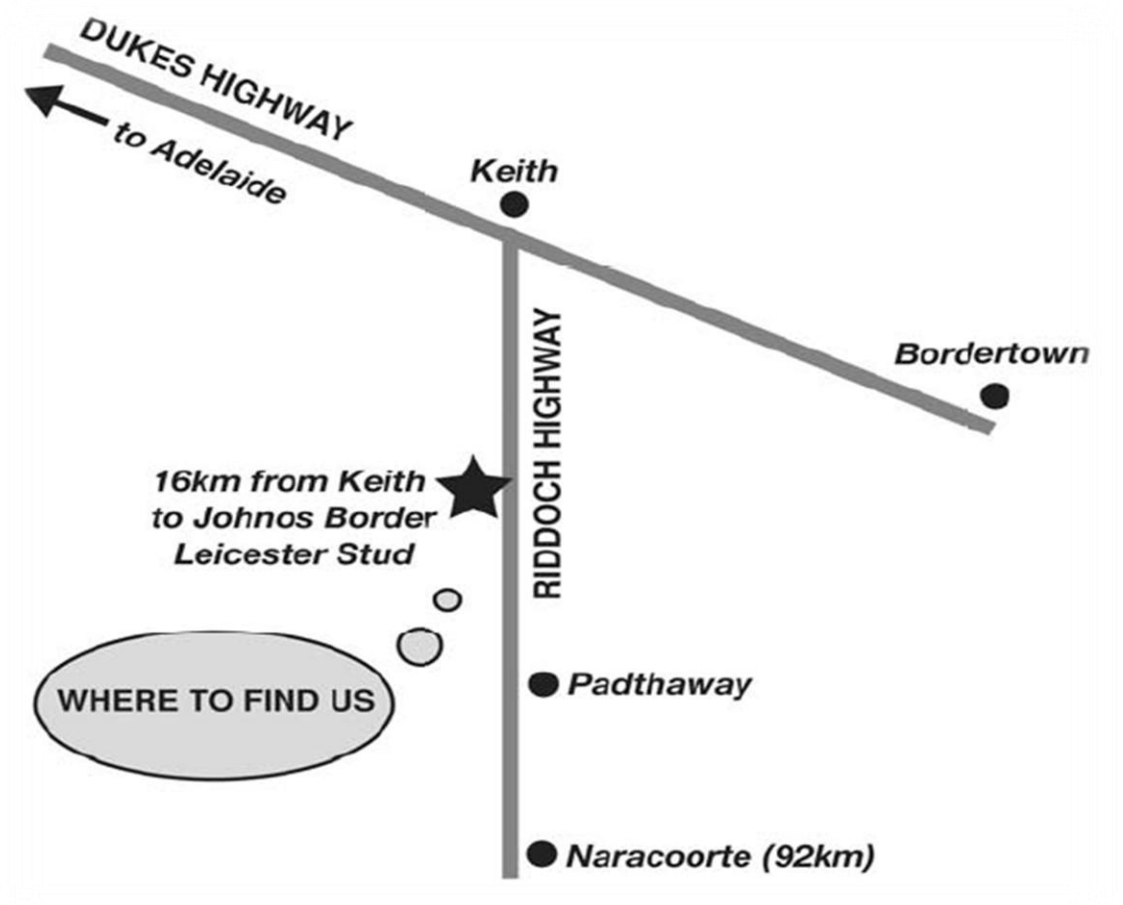 DUKES HIGHWAY
to Adelaide
Keith
Bordertown
RIDDOCH HIGHWAY
16km from Keith
to Johnos Border
Leicester Stud
WHERE TO FIND US
Padthaway
Naracoorte (92km)